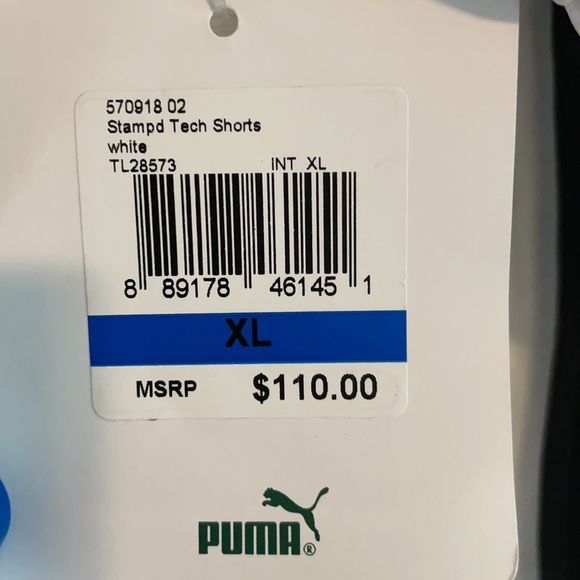 570918 02
Stampd Tech Shorts
white
TL28573 INT XL
8 89178 46145 1
XL
MSRP $110.00
PUMA®